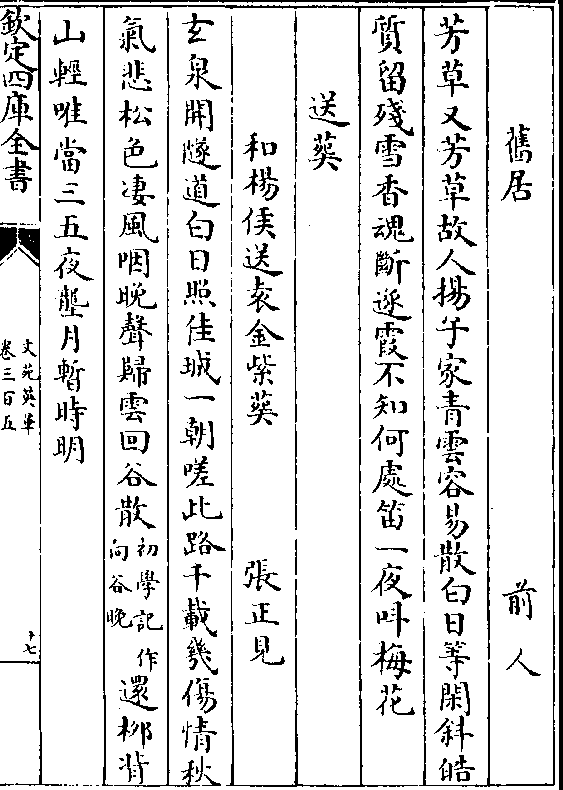 舊居 前人
芳草又芳草故人揚子家青雲容易散白日等閑斜皓
質留殘雪香魂斷逐霞不知何處笛一夜叫梅花
送葬
和楊侯送袁金紫葬 張正見
玄泉開隧道白日照佳城一朝嗟此路千載幾傷情秋
氣悲松色凄風咽晚聲歸雲回谷散初學記作向谷晚還柳背
山輕唯當三五夜壟月暫時明
欽定四庫全書
文苑英華
卷三百五
十七